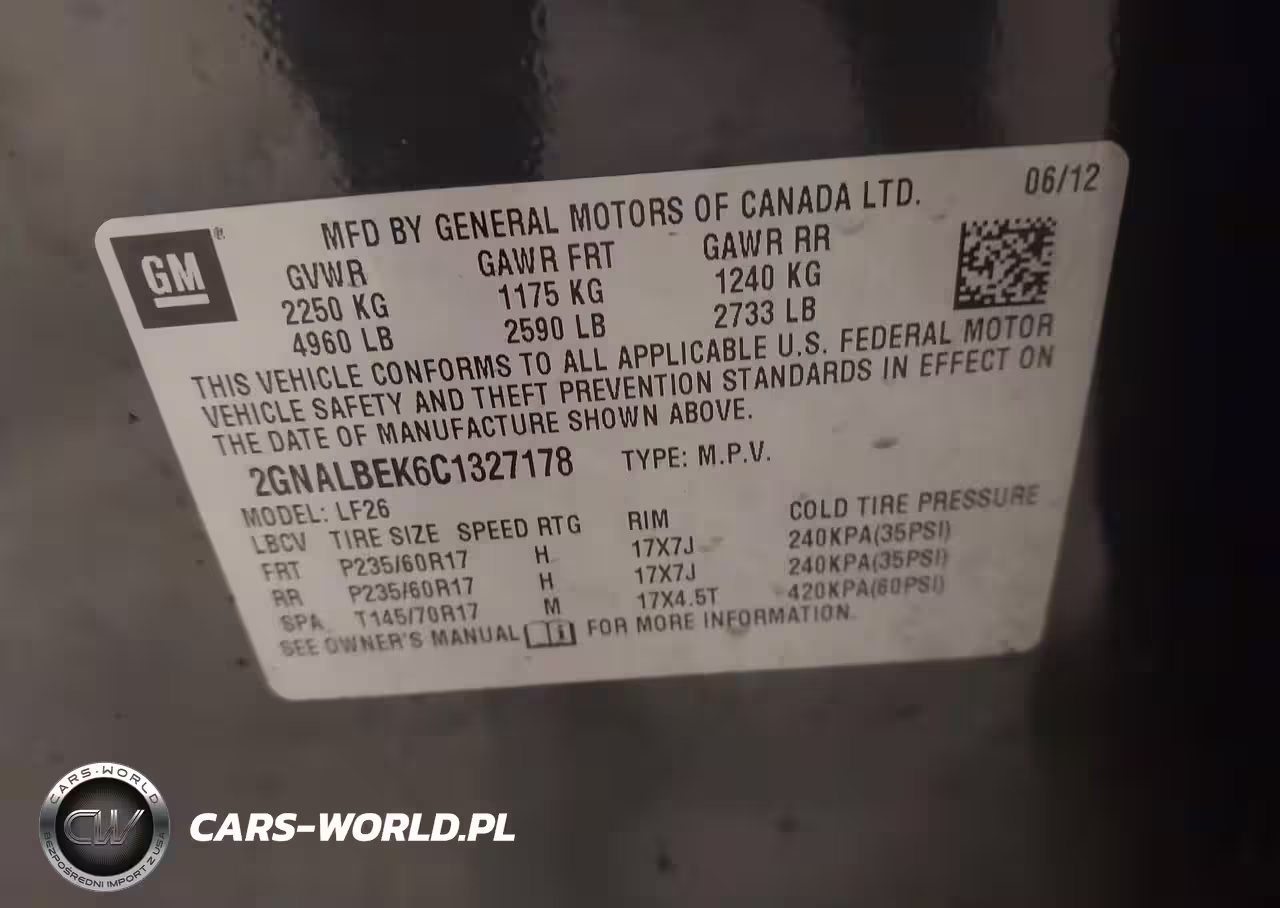 MFD BY GENERAL MOTORS OF CANADA LTD. 06/12
GM ®
GVWR GAWR FRT GAWR RR
2250 KG 1175 KG 1240 KG
4960 LB 2590 LB 2733 LB
THIS VEHICLE CONFORMS TO ALL APPLICABLE U.S. FEDERAL MOTOR
VEHICLE SAFETY AND THEFT PREVENTION STANDARDS IN EFFECT ON
THE DATE OF MANUFACTURE SHOWN ABOVE.
2GNALBEK6C1327178 TYPE: M.P.V.
MODEL: LF26
LBCV TIRE SIZE SPEED RTG RIM COLD TIRE PRESSURE
FRT P235/60R17 H 17X7J 240KPA(35PSI)
RR P235/60R17 H 17X7J 240KPA(35PSI)
SPA T145/70R17 M 17X4.5T 420KPA(60PSI)
SEE OWNER'S MANUAL FOR MORE INFORMATION.
CARS-WORLD
CW
BEZPOŚREDNI IMPORT Z USA
CARS-WORLD.PL